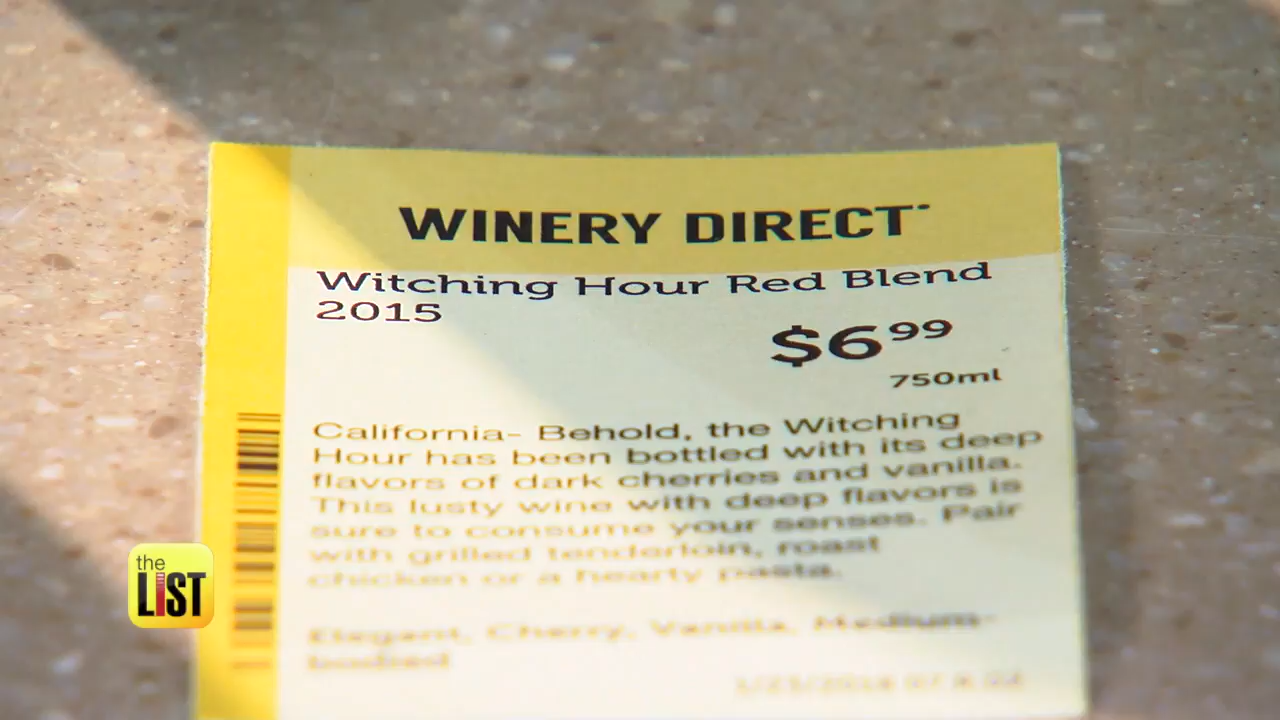 WINERY DIRECT
Witching Hour Red Blend
2015
$6.99
750ml
California- Behold, the Witching
Hour has been bottled with its deep
flavors of dark cherries and vanilla.
This lusty wine with deep flavors is
sure to consume your senses. Pair
with grilled tenderloin, roast
chicken or a hearty pasta.
Elegant, Cherry, Vanilla, Medium-
bodied
the
LIST